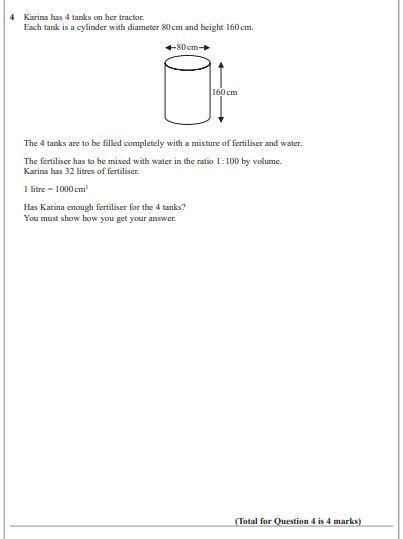 4 Karina has 4 tanks on her tractor.
Each tank is a cylinder with diameter 80 cm and height 160 cm.
80 cm
160 cm
The 4 tanks are to be filled completely with a mixture of fertiliser and water.
The fertiliser has to be mixed with water in the ratio 1 : 100 by volume.
Karina has 32 litres of fertiliser.
1 litre = 1000 cm³
Has Karina enough fertiliser for the 4 tanks?
You must show how you get your answer.
(Total for Question 4 is 4 marks)